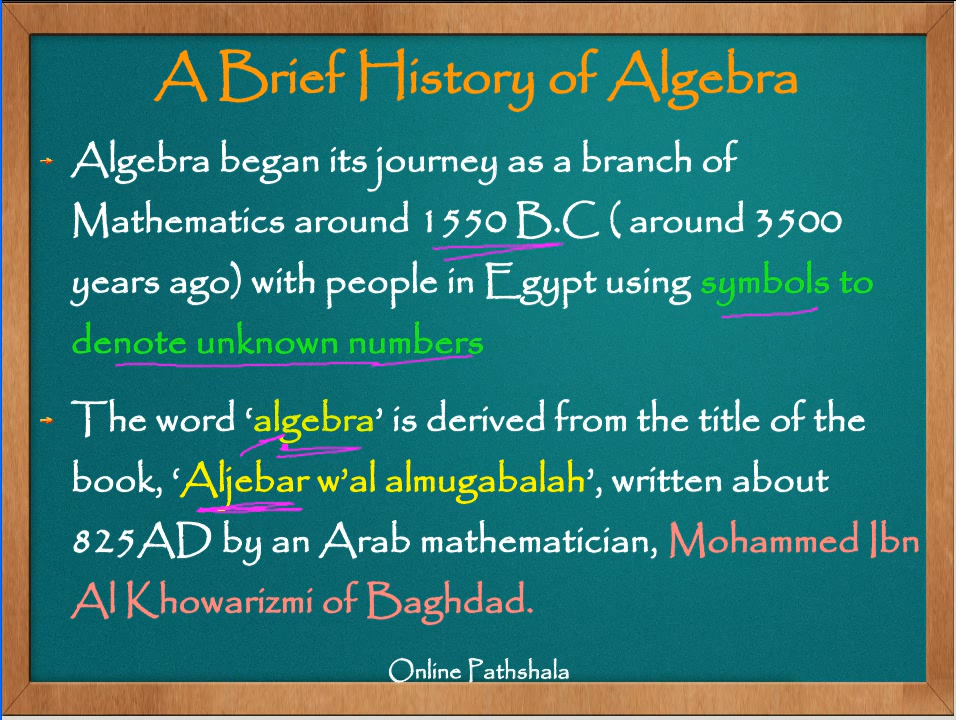 A Brief History of Algebra
Algebra began its journey as a branch of
Mathematics around 1550 B.C ( around 3500
years ago) with people in Egypt using symbols to
denote unknown numbers
The word ‘algebra’ is derived from the title of the
book, ‘Aljebar w’al almugabalah’, written about
825AD by an Arab mathematician, Mohammed Ibn
Al Khowarizmi of Baghdad.
Online Pathshala